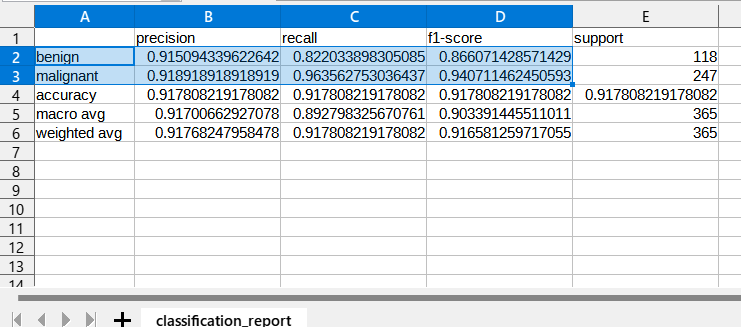 A B C D E
1 precision recall f1-score support
2 benign 0.915094339622642 0.822033898305085 0.866071428571429 118
3 malignant 0.918918918918919 0.963562753036437 0.940711462450593 247
4 accuracy 0.917808219178082 0.917808219178082 0.917808219178082 0.917808219178082
5 macro avg 0.91700662927078 0.892798325670761 0.903391445511011 365
6 weighted avg 0.91768247958478 0.917808219178082 0.916581259717055 365
7
8
9
10
11
12
13
14
classification_report